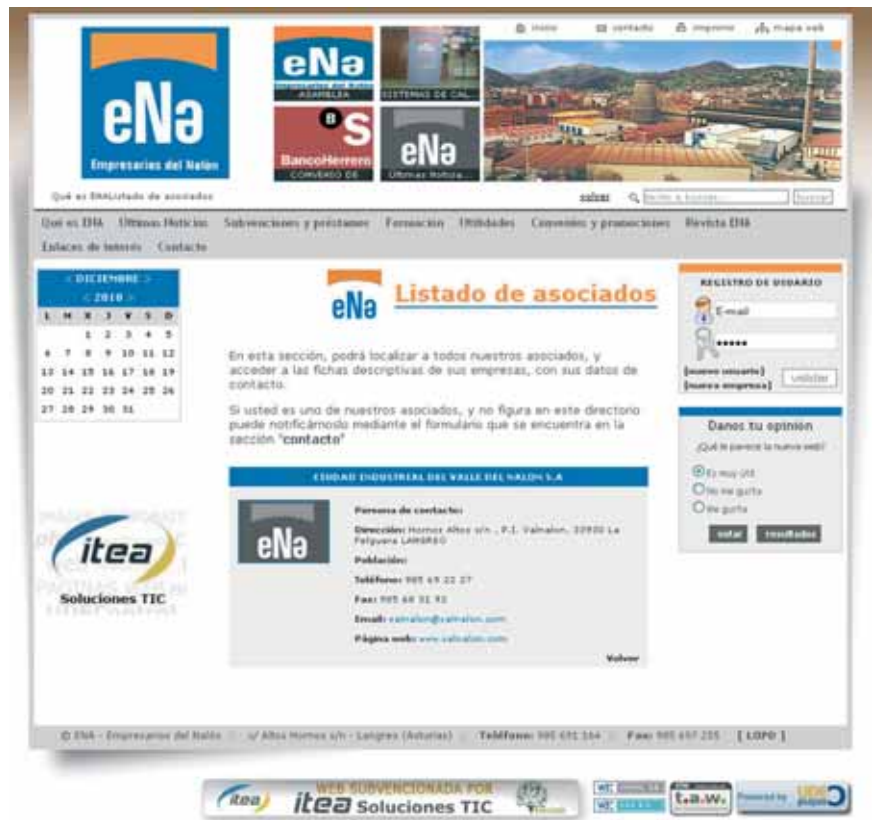 inicio contacto imprimir mapa web
eNa
Empresarios del Nalón
eNa
Empresarios del Nalón
ASAMBLEA
SISTEMAS DE CAL
B S
BancoHerrero
CONVENIO DE
eNa
Últimas Noticia...
Qué es ENAListado de asociados
salvar
buscar
Qué es ENA Últimas Noticias Subvenciones y préstamos Formación Utilidades Convenios y promociones Revista ENA
Enlaces de interés Contacto
< DICIEMBRE >
< 2010 >
L M X J V S D
1 2 3 4 5
6 7 8 9 10 11 12
13 14 15 16 17 18 19
20 21 22 23 24 25 26
27 28 29 30 31
itea
Soluciones TIC
eNa Listado de asociados
En esta sección, podrá localizar a todos nuestros asociados, y
acceder a las fichas descriptivas de sus empresas, con sus datos de
contacto.
Si usted es uno de nuestros asociados, y no figura en este directorio
puede notificárnoslo mediante el formulario que se encuentra en la
sección "contacto"
CIUDAD INDUSTRIAL DEL VALLE DEL NALON S.A
eNa
Persona de contacto:
Dirección: Hornos Altos s/n , P.I. Valnalon, 33930 La
Felguera LANGREO
Población:
Teléfono: 985 69 22 27
Fax:
Email: valnalon@valnalon.com
Página web: www.valnalon.com
Volver
REGISTRO DE USUARIO
E-mail
•••••
[nuevo usuario]
[nueva empresa]
validar
Danos tu opinión
¿Qué te parece la nueva web?
Es muy útil
No me gusta
Me gusta
votar resultados
© ENA - Empresarios del Nalón :: c/ Altos Hornos s/n - Langreo (Asturias) :: Teléfono: 985 691 164 :: Fax: [ LOPD ]
itea
WEB SUBVENCIONADA POR
itea Soluciones TIC
t.a.w.
Powered by